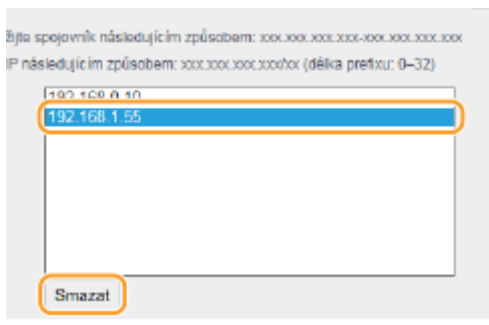 žijte spojovník následujícím způsobem: xxx.xxx.xxx.xxx-xxx.xxx.xxx.xxx
IP následujícím způsobem: xxx.xxx.xxx.xxx/xx (délka prefixu: 0–32)
192.168.0.10
192.168.1.55
Smazat